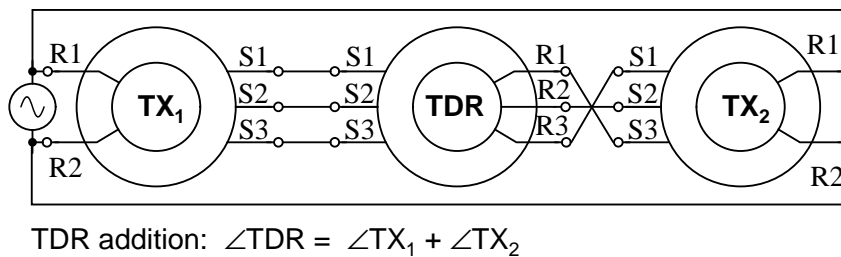 R1 S1 S1 R1 S1 R1
TX₁ S2 S2 TDR R2 S2 TX₂
R2 S3 S3 R3 S3 R2
TDR addition: ∠TDR = ∠TX₁ + ∠TX₂